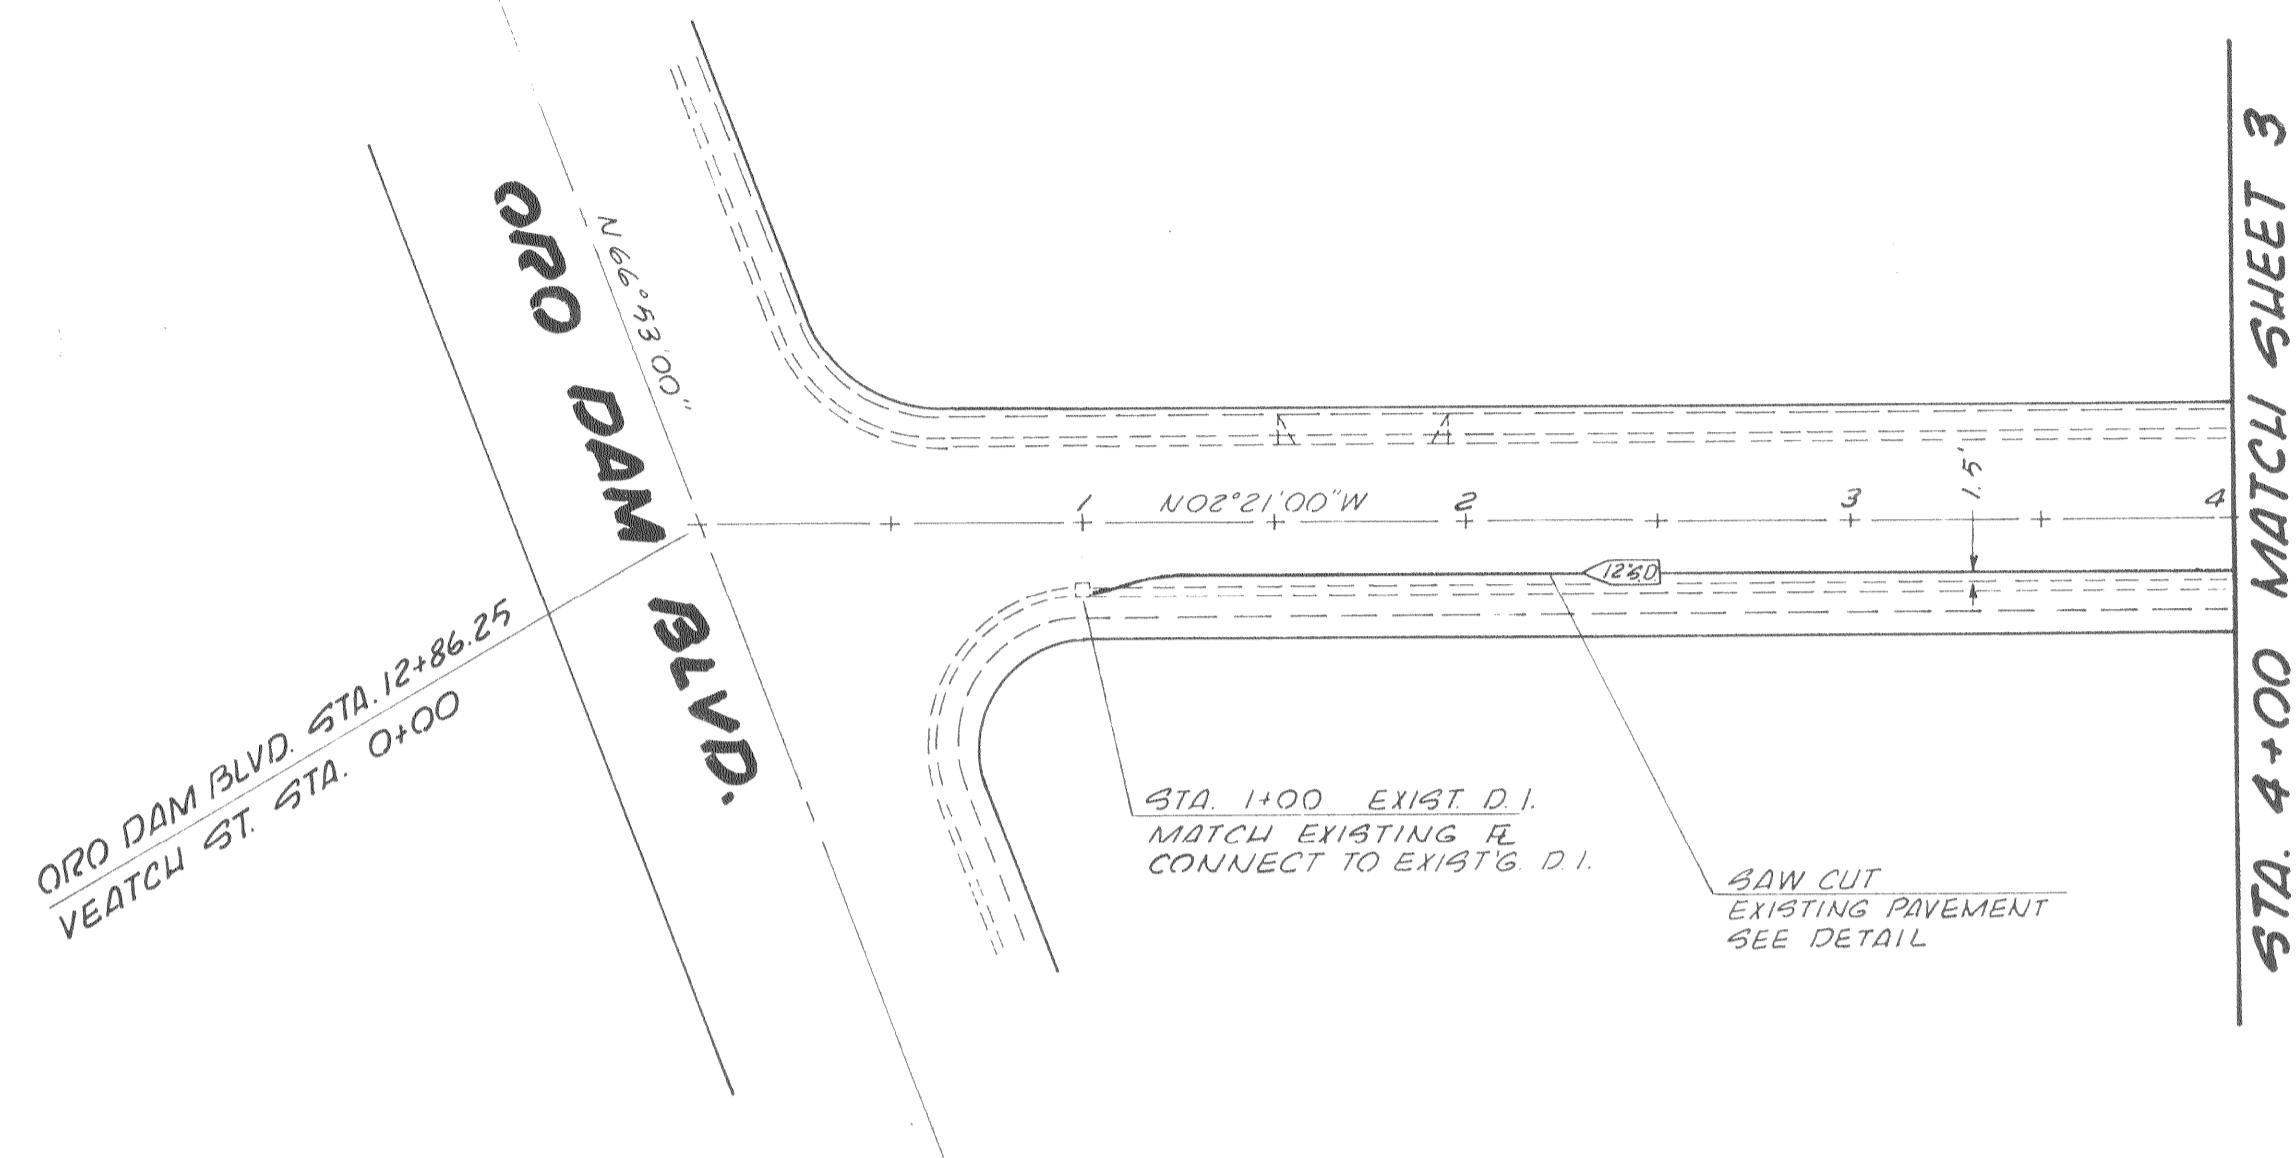 ORO DAM BLVD.
N66°53'00"
ORO DAM BLVD. STA. 12+86.25
VEATCH ST. STA. 0+00
1
N02°21'00"W
2
3
4
1.5'
12"S.D.
STA. 1+00 EXIST. D.I.
MATCH EXISTING FL
CONNECT TO EXIST'G. D.I.
SAW CUT
EXISTING PAVEMENT
SEE DETAIL
STA. 4+00 MATCH SHEET 3